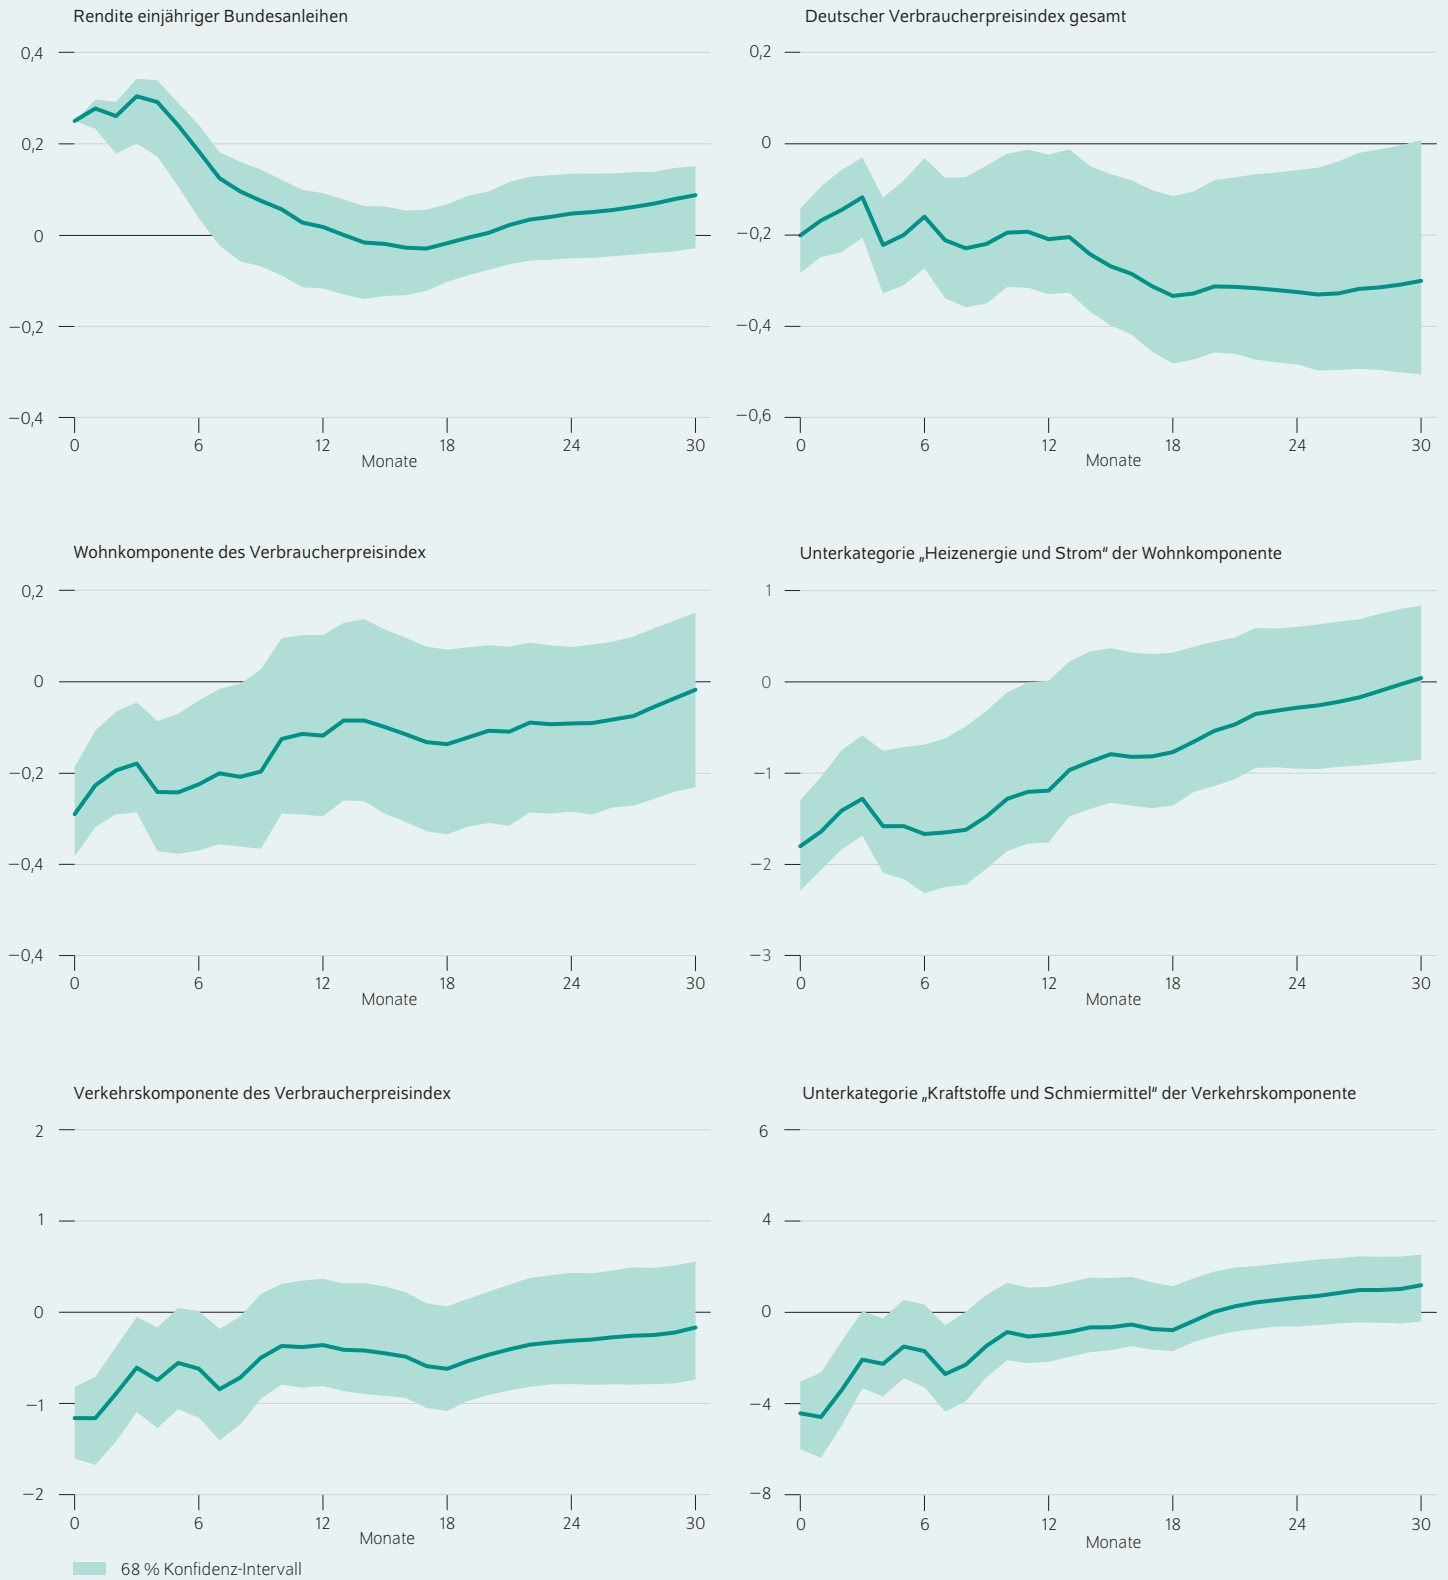 Rendite einjähriger Bundesanleihen
0,4
0,2
0
−0,2
−0,4
0 6 12 18 24 30
Monate
Deutscher Verbraucherpreisindex gesamt
0,2
0
−0,2
−0,4
−0,6
0 6 12 18 24 30
Monate
Wohnkomponente des Verbraucherpreisindex
0,2
0
−0,2
−0,4
−0,4
0 6 12 18 24 30
Monate
Unterkategorie „Heizenergie und Strom“ der Wohnkomponente
1
0
−1
−2
−3
0 6 12 18 24 30
Monate
Verkehrskomponente des Verbraucherpreisindex
2
1
0
−1
−2
0 6 12 18 24 30
Monate
Unterkategorie „Kraftstoffe und Schmiermittel“ der Verkehrskomponente
6
4
0
−4
−8
0 6 12 18 24 30
Monate
68 % Konfidenz-Intervall